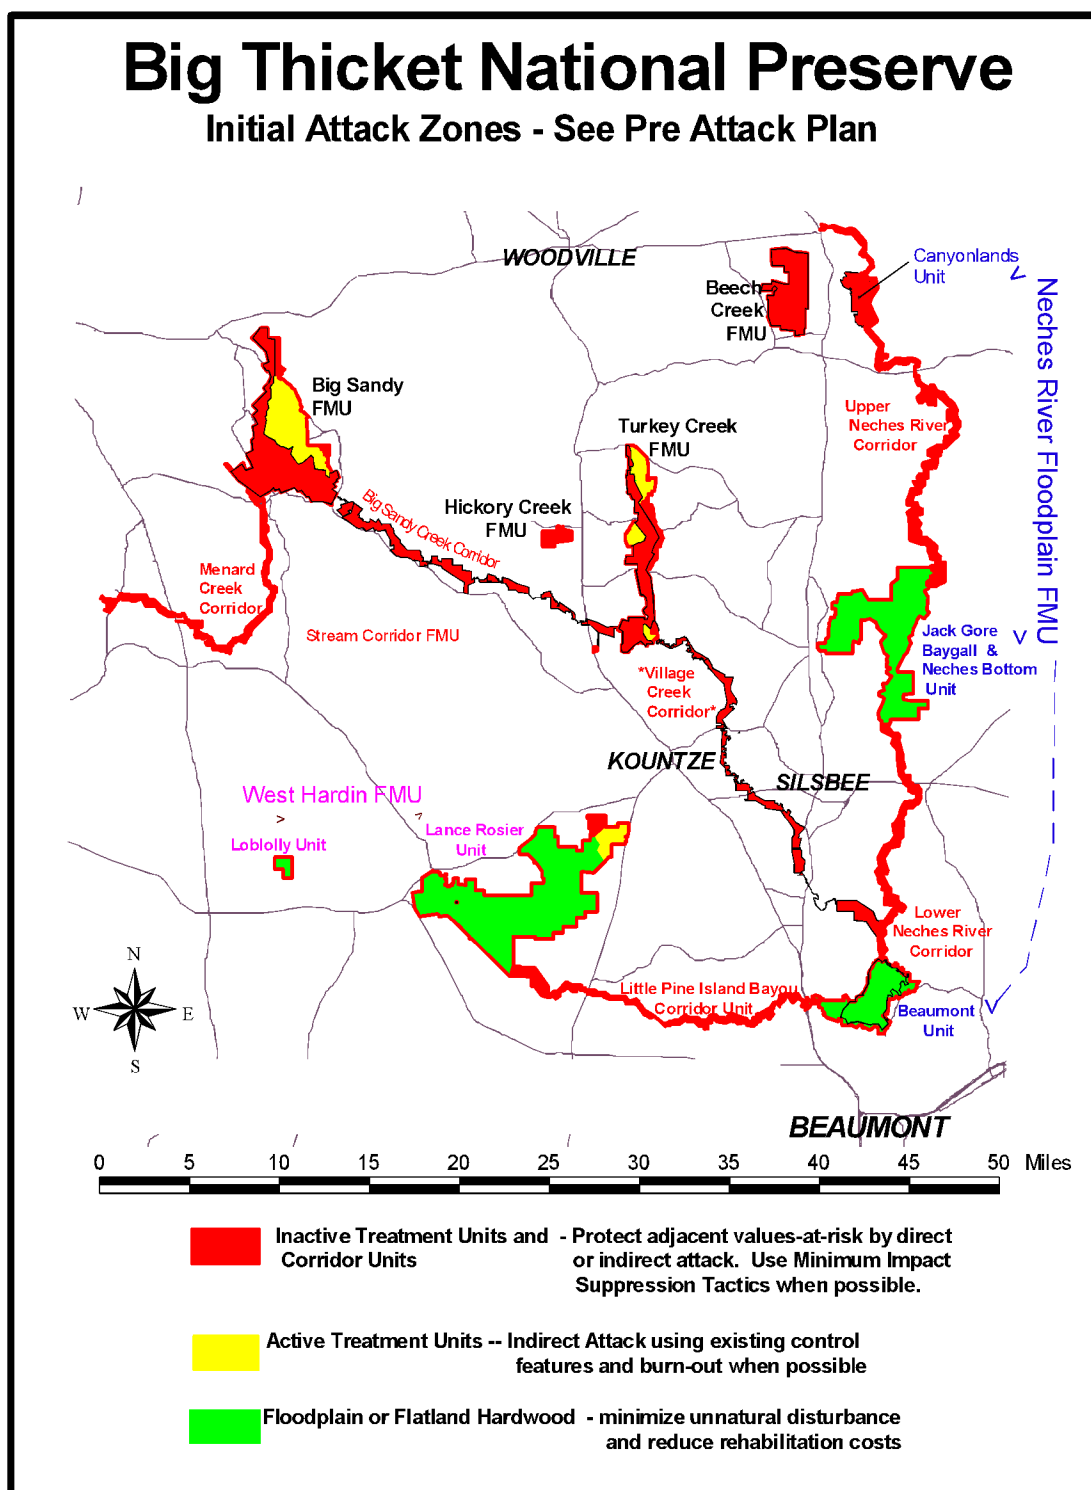 Big Thicket National Preserve
Initial Attack Zones - See Pre Attack Plan
WOODVILLE
Canyonlands
Unit
Beech
Creek
FMU
Neches River Floodplain FMU
Big Sandy
FMU
Upper
Neches River
Corridor
Turkey Creek
FMU
Big Sandy Creek Corridor
Hickory Creek
FMU
Menard
Creek
Corridor
Stream Corridor FMU
Jack Gore
Baygall &
Neches Bottom
Unit
*Village
Creek
Corridor*
KOUNTZE
SILSBEE
West Hardin FMU
Loblolly Unit
Lance Rosier
Unit
Lower
Neches River
Corridor
N
W E
S
Little Pine Island Bayou
Corridor Unit
Beaumont
Unit
BEAUMONT
0 5 10 15 20 25 30 35 40 45 50 Miles
Inactive Treatment Units and - Protect adjacent values-at-risk by direct
Corridor Units or indirect attack. Use Minimum Impact
Suppression Tactics when possible.
Active Treatment Units -- Indirect Attack using existing control
features and burn-out when possible
Floodplain or Flatland Hardwood - minimize unnatural disturbance
and reduce rehabilitation costs